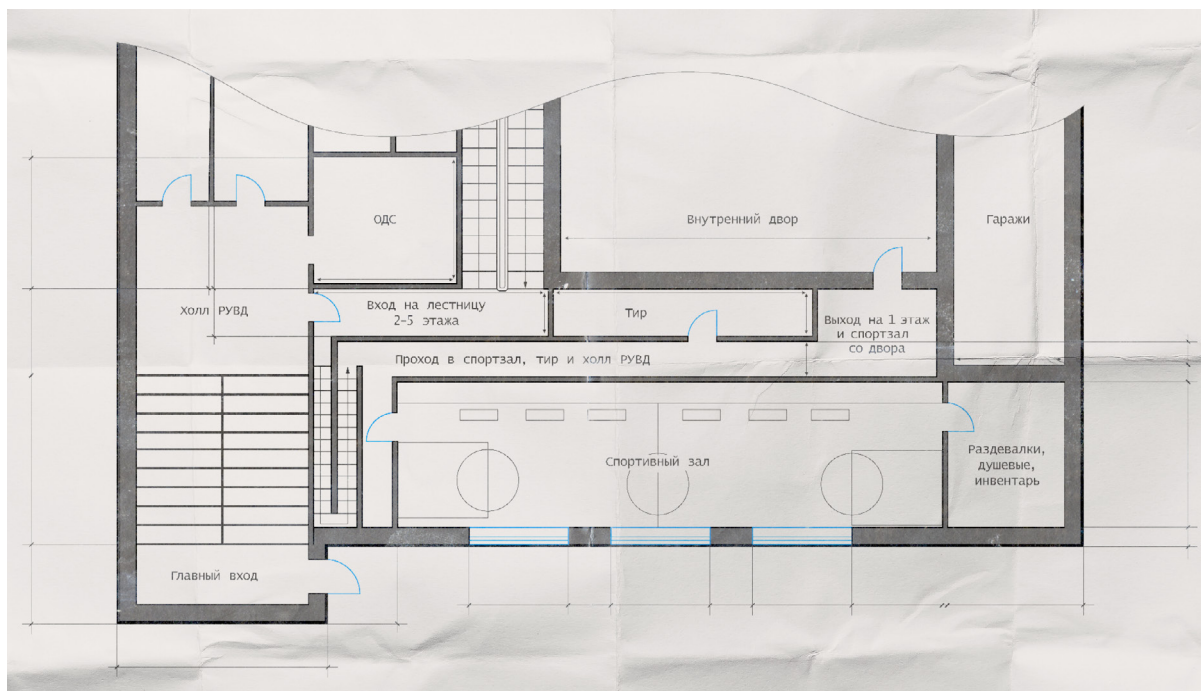 ОДС
Внутренний двор
Гаражи
Холл РУВД
Вход на лестницу
2–5 этажа
Тир
Выход на 1 этаж
и спортзал
со двора
Проход в спортзал, тир и холл РУВД
Спортивный зал
Раздевалки,
душевые,
инвентарь
Главный вход